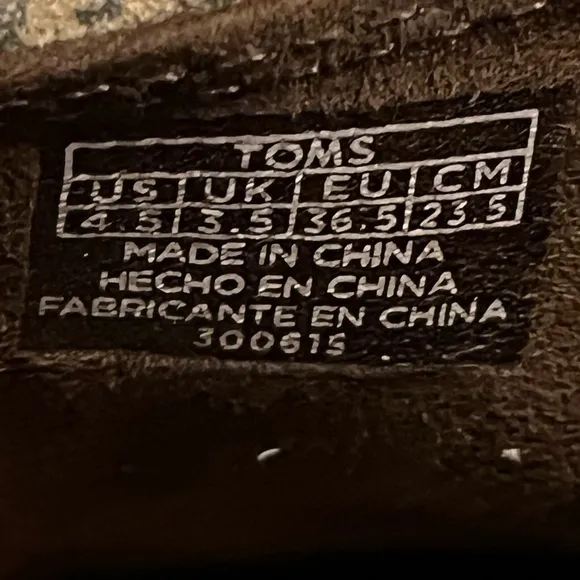 TOMS
US UK EU CM
4.5 3.5 36.5 23.5
MADE IN CHINA
HECHO EN CHINA
FABRICANTE EN CHINA
300615